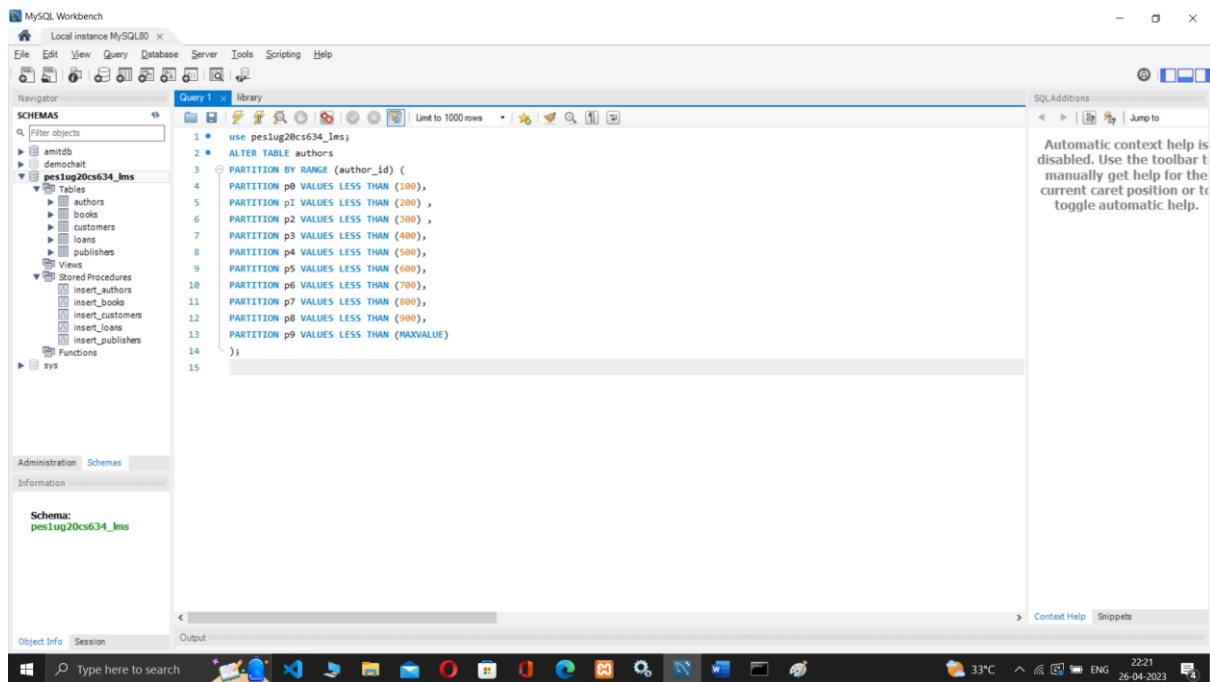 MySQL Workbench
Local instance MySQL80 ×
File Edit View Query Database Server Tools Scripting Help
Navigator
SCHEMAS
Filter objects
amitdb
demochait
pes1ug20cs634_lms
Tables
authors
books
customers
loans
publishers
Views
Stored Procedures
insert_authors
insert_books
insert_customers
insert_loans
insert_publishers
Functions
sys
Administration Schemas
Information
Schema:
pes1ug20cs634_lms
Object Info Session
Query 1 × library
Limit to 1000 rows
1 use pes1ug20cs634_lms;
2 ALTER TABLE authors
3 PARTITION BY RANGE (author_id) (
4 PARTITION p0 VALUES LESS THAN (100),
5 PARTITION pI VALUES LESS THAN (200) ,
6 PARTITION p2 VALUES LESS THAN (300) ,
7 PARTITION p3 VALUES LESS THAN (400),
8 PARTITION p4 VALUES LESS THAN (500),
9 PARTITION p5 VALUES LESS THAN (600),
10 PARTITION p6 VALUES LESS THAN (700),
11 PARTITION p7 VALUES LESS THAN (800),
12 PARTITION p8 VALUES LESS THAN (900),
13 PARTITION p9 VALUES LESS THAN (MAXVALUE)
14 );
15
Output
SQLAdditions
Jump to
Automatic context help is
disabled. Use the toolbar t
manually get help for the
current caret position or to
toggle automatic help.
Context Help Snippets
Type here to search
33°C
ENG
22:21
26-04-2023
4